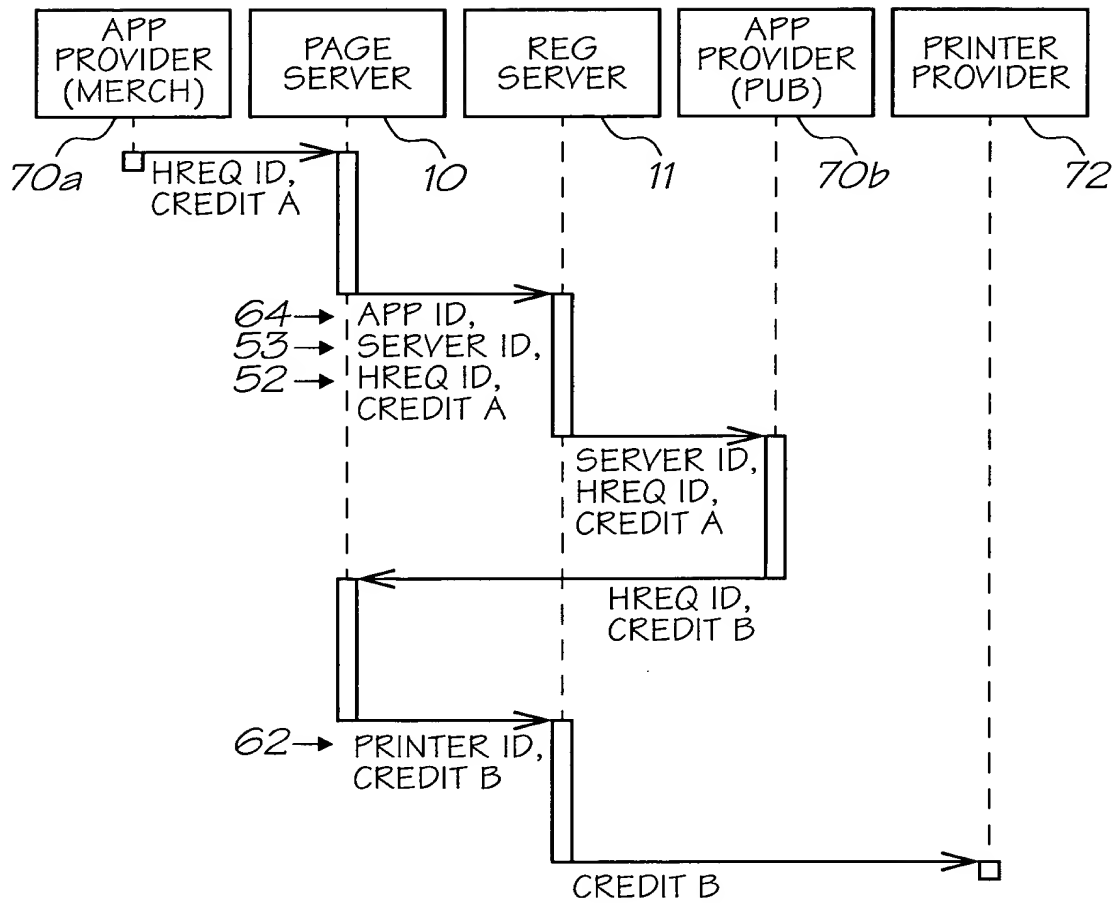 APP PROVIDER (MERCH)
PAGE SERVER
REG SERVER
APP PROVIDER (PUB)
PRINTER PROVIDER
70a
10
11
70b
72
HREQ ID,
CREDIT A
64
APP ID,
53
SERVER ID,
52
HREQ ID,
CREDIT A
SERVER ID,
HREQ ID,
CREDIT A
HREQ ID,
CREDIT B
62
PRINTER ID,
CREDIT B
CREDIT B